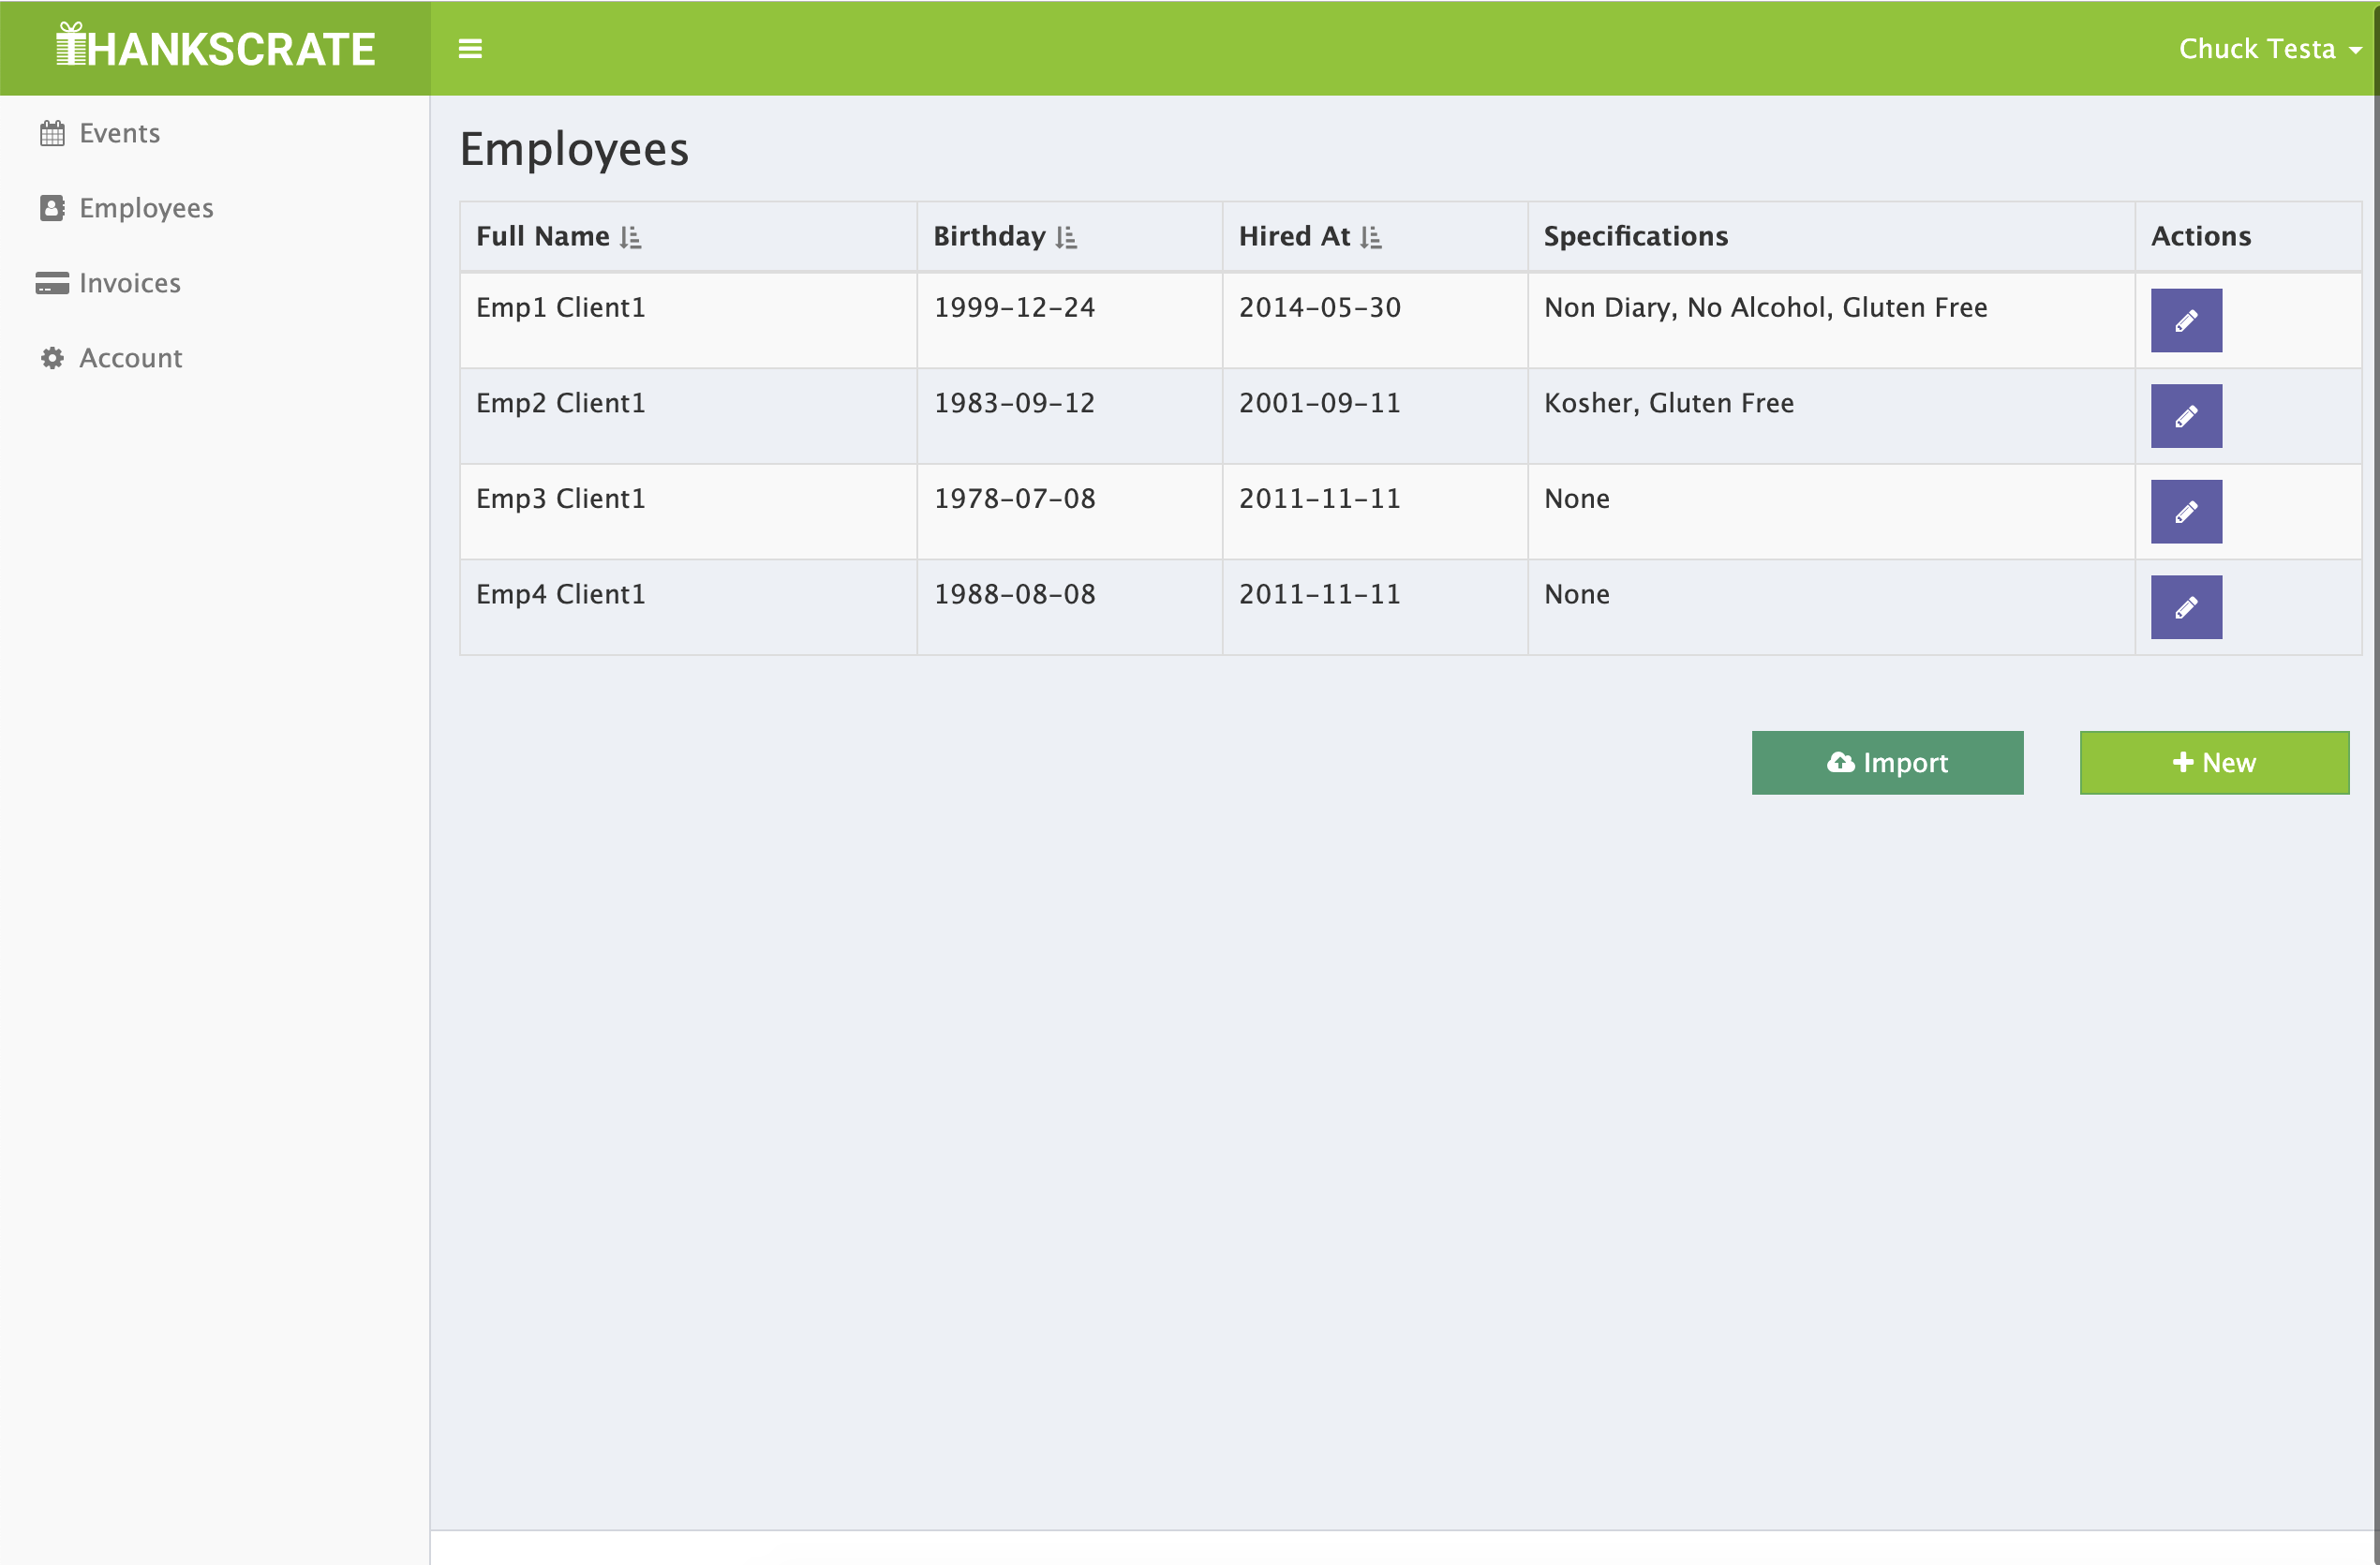 THANKSCRATE
Chuck Testa
Events
Employees
Invoices
Account
Employees
Full Name Birthday Hired At Specifications Actions
Emp1 Client1 1999-12-24 2014-05-30 Non Diary, No Alcohol, Gluten Free
Emp2 Client1 1983-09-12 2001-09-11 Kosher, Gluten Free
Emp3 Client1 1978-07-08 2011-11-11 None
Emp4 Client1 1988-08-08 2011-11-11 None
Import
New